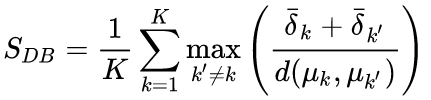 $$S_{DB} = \frac{1}{K} \sum_{k=1}^{K} \max_{k' \neq k} \left( \frac{\bar{\delta}_k + \bar{\delta}_{k'}}{d(\mu_k, \mu_{k'})} \right)$$